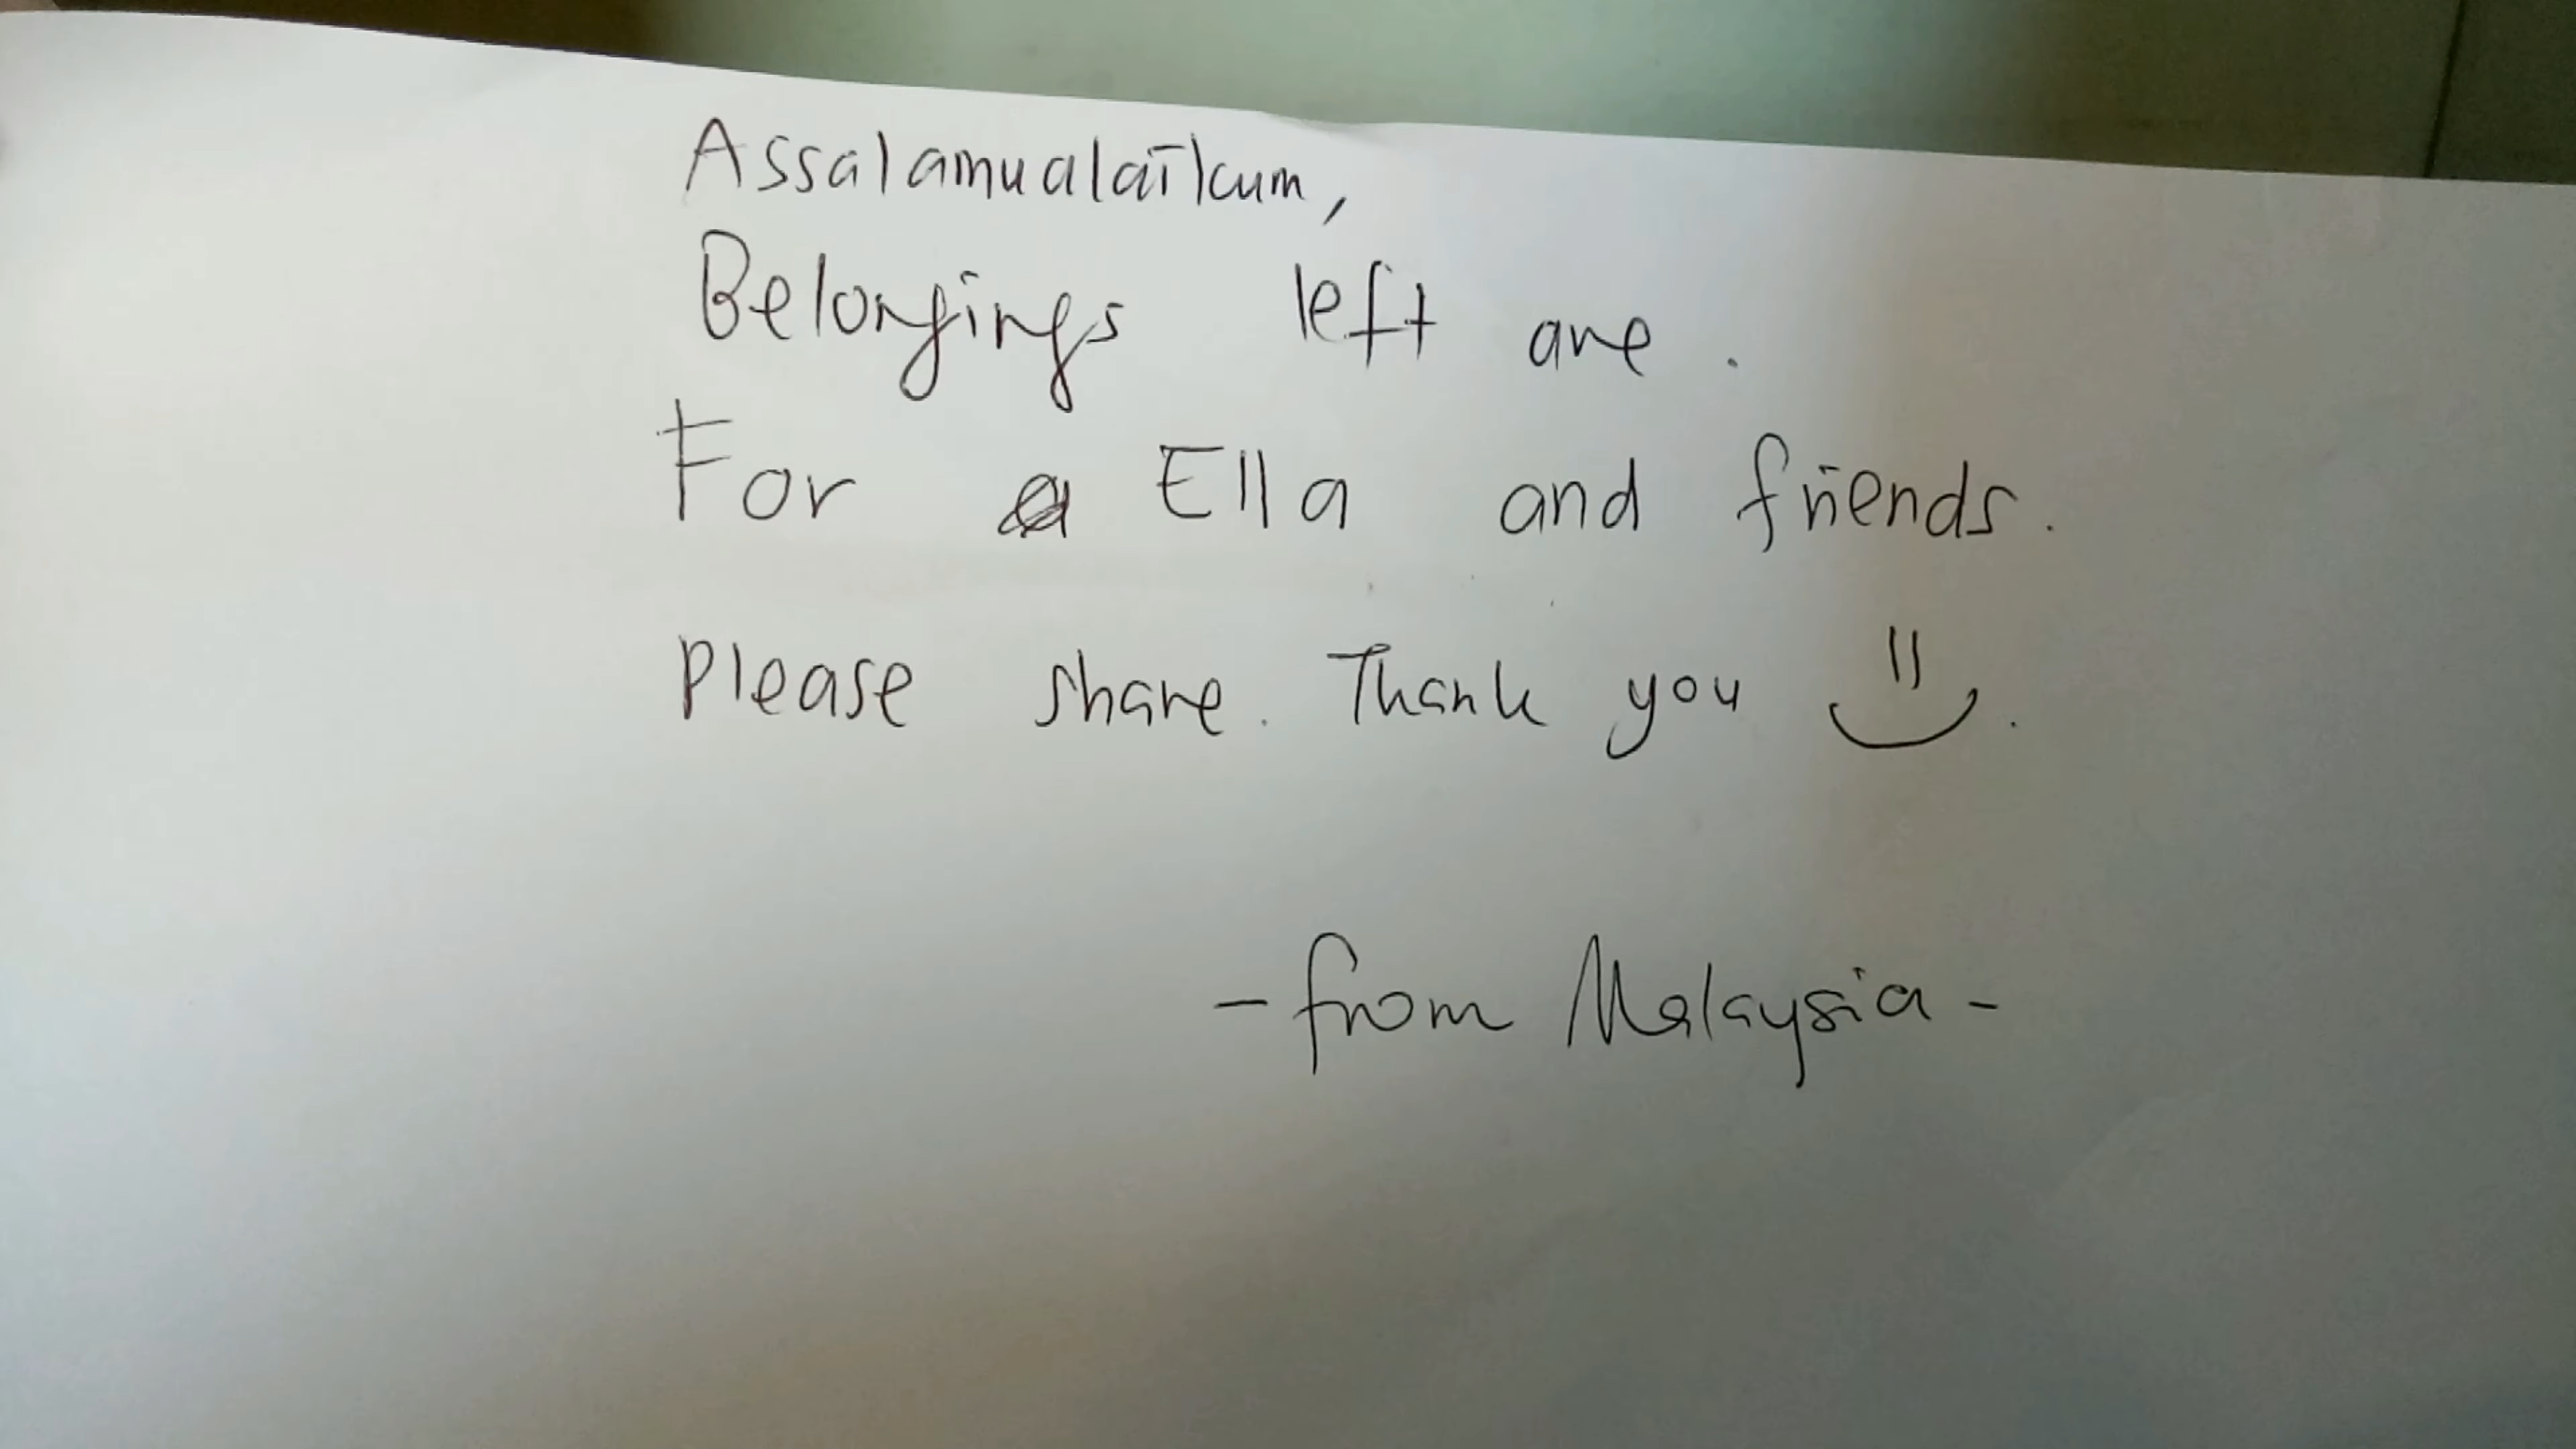 Assalamualaikum,
Belongings left are.
For Ella and friends.
Please share. Thank you.
- from Malaysia -